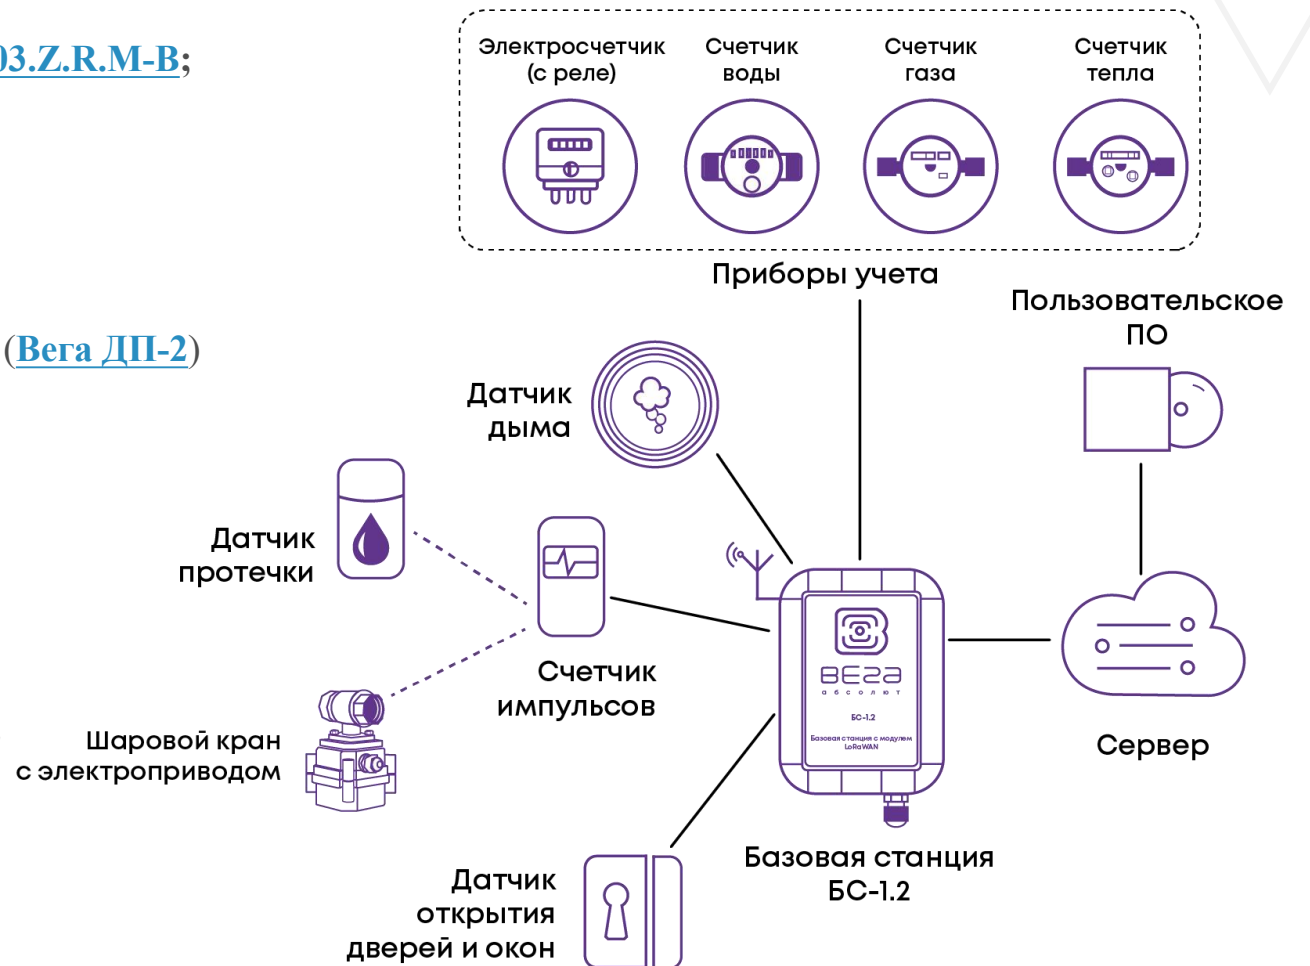 03.Z.R.M-B;
(Вега ДП-2)
Электросчетчик
(с реле)
Счетчик
воды
Счетчик
газа
Счетчик
тепла
Приборы учета
Пользовательское
ПО
Датчик
дыма
Датчик
протечки
Счетчик
импульсов
Шаровой кран
с электроприводом
ВЕГА
абсолют
БС-1.2
Базовая станция с модулем
LoRaWAN
Сервер
Базовая станция
БС-1.2
Датчик
открытия
дверей и окон